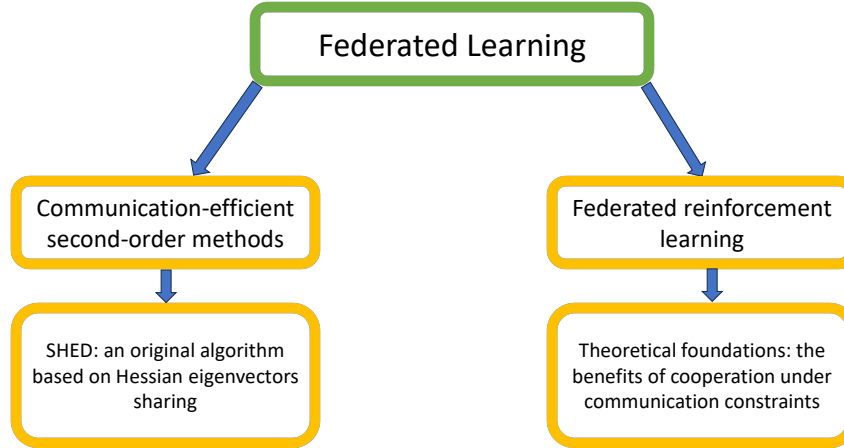 Federated Learning
Communication-efficient
second-order methods
Federated reinforcement
learning
SHED: an original algorithm
based on Hessian eigenvectors
sharing
Theoretical foundations: the
benefits of cooperation under
communication constraints